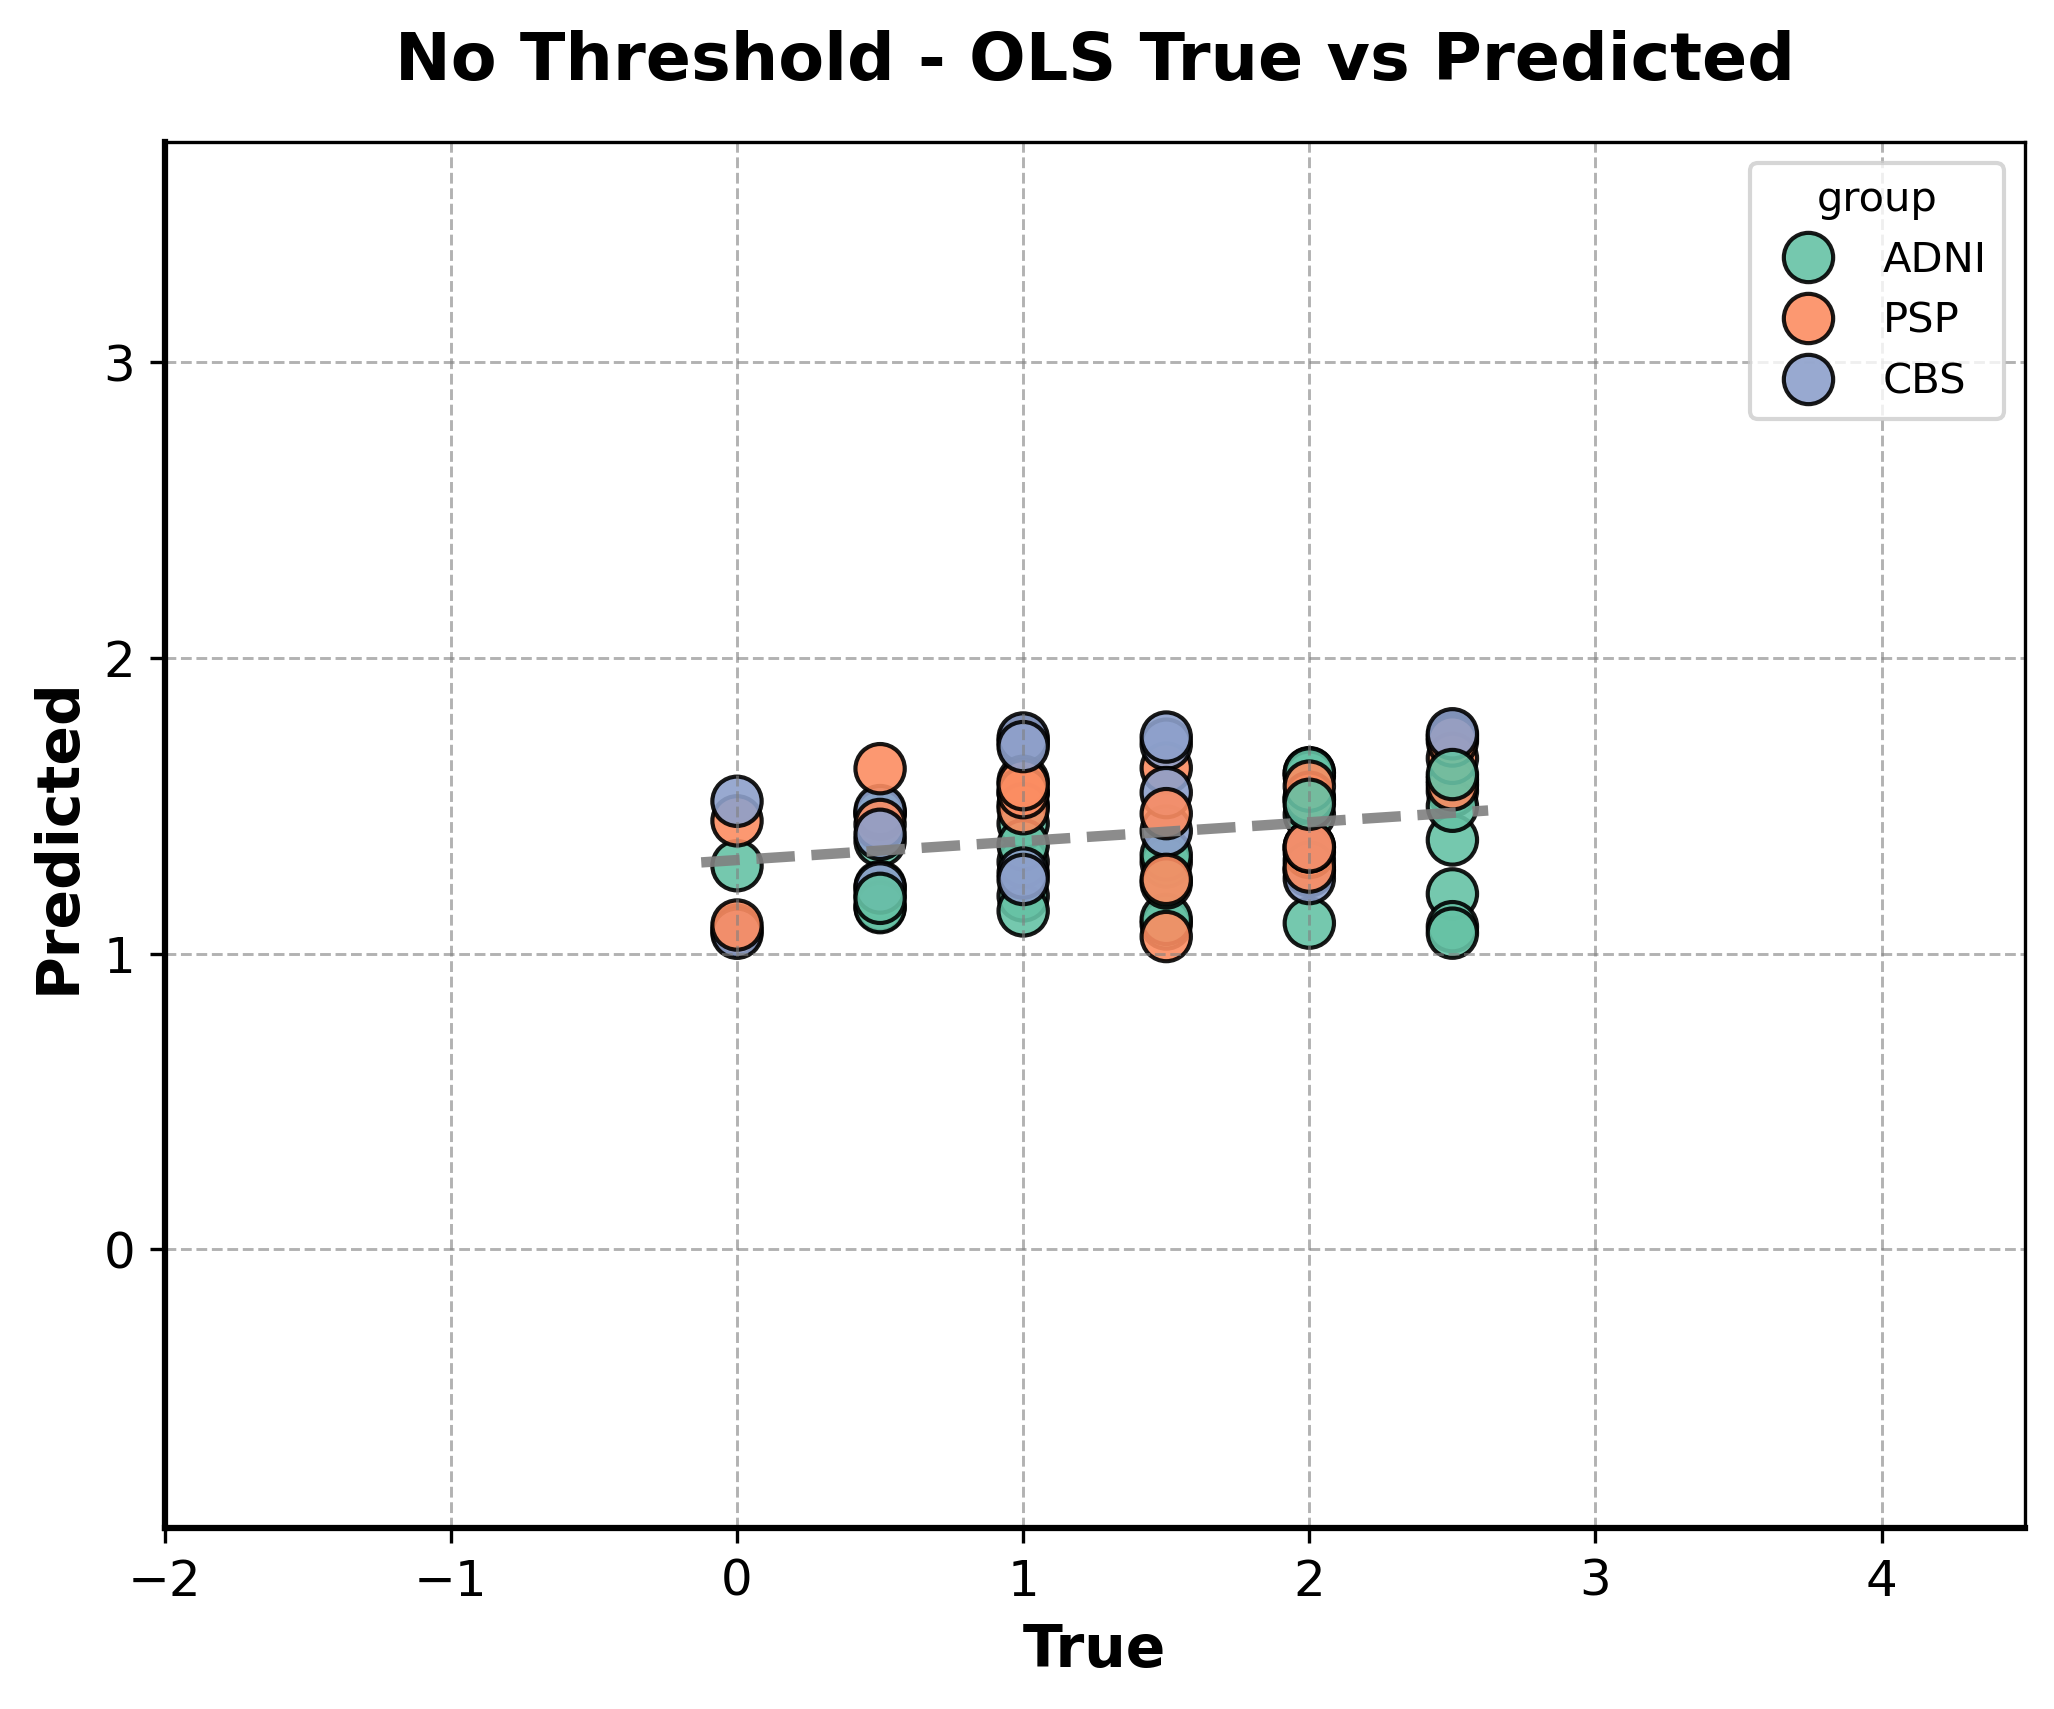 No Threshold - OLS True vs Predicted
group
ADNI
PSP
CBS
3
2
1
0
Predicted
−2 −1 0 1 2 3 4
True